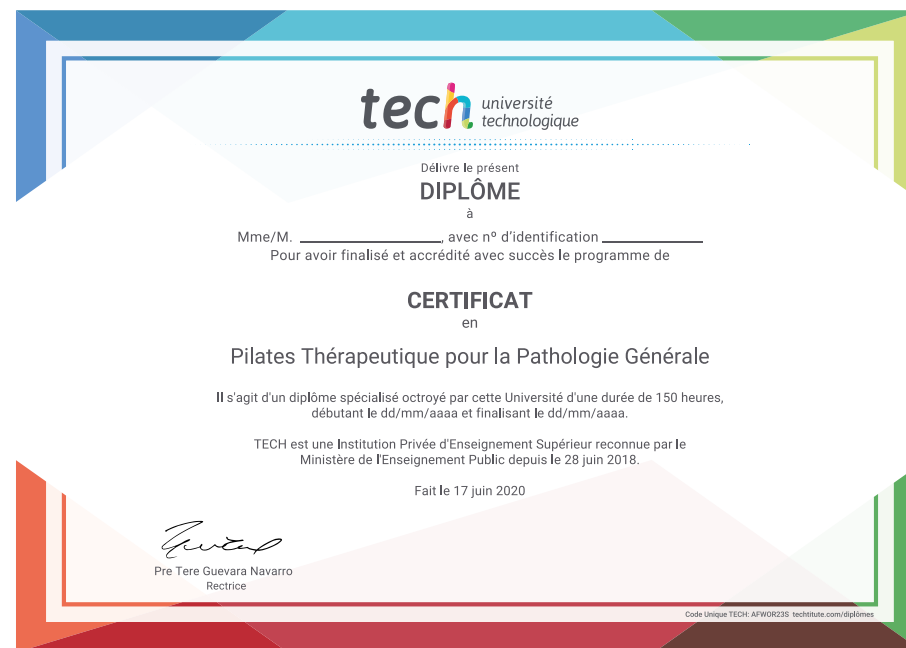 tech université
technologique
Délivre le présent
DIPLÔME
à
Mme/M. ____________________, avec nº d'identification ______________
Pour avoir finalisé et accrédité avec succès le programme de
CERTIFICAT
en
Pilates Thérapeutique pour la Pathologie Générale
Il s'agit d'un diplôme spécialisé octroyé par cette Université d'une durée de 150 heures,
débutant le dd/mm/aaaa et finalisant le dd/mm/aaaa.
TECH est une Institution Privée d'Enseignement Supérieur reconnue par le
Ministère de l'Enseignement Public depuis le 28 juin 2018.
Fait le 17 juin 2020
Pre Tere Guevara Navarro
Rectrice
Code Unique TECH: AFWOR23S techtitute.com/diplômes